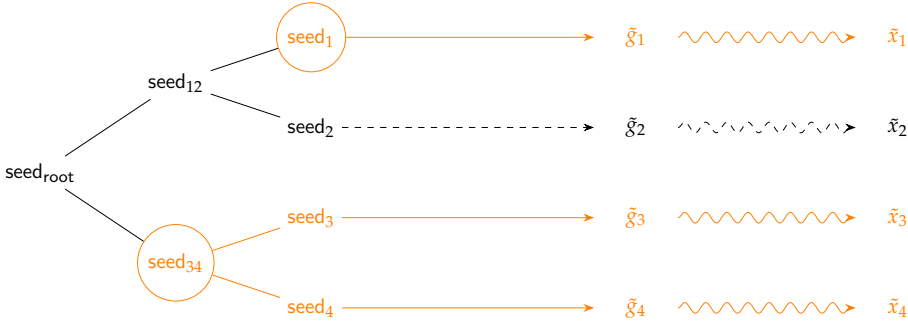 seed₁ g̃₁ x̃₁
seed₁₂
seed₂ g̃₂ x̃₂
seed_root
seed₃ g̃₃ x̃₃
seed₃₄
seed₄ g̃₄ x̃₄